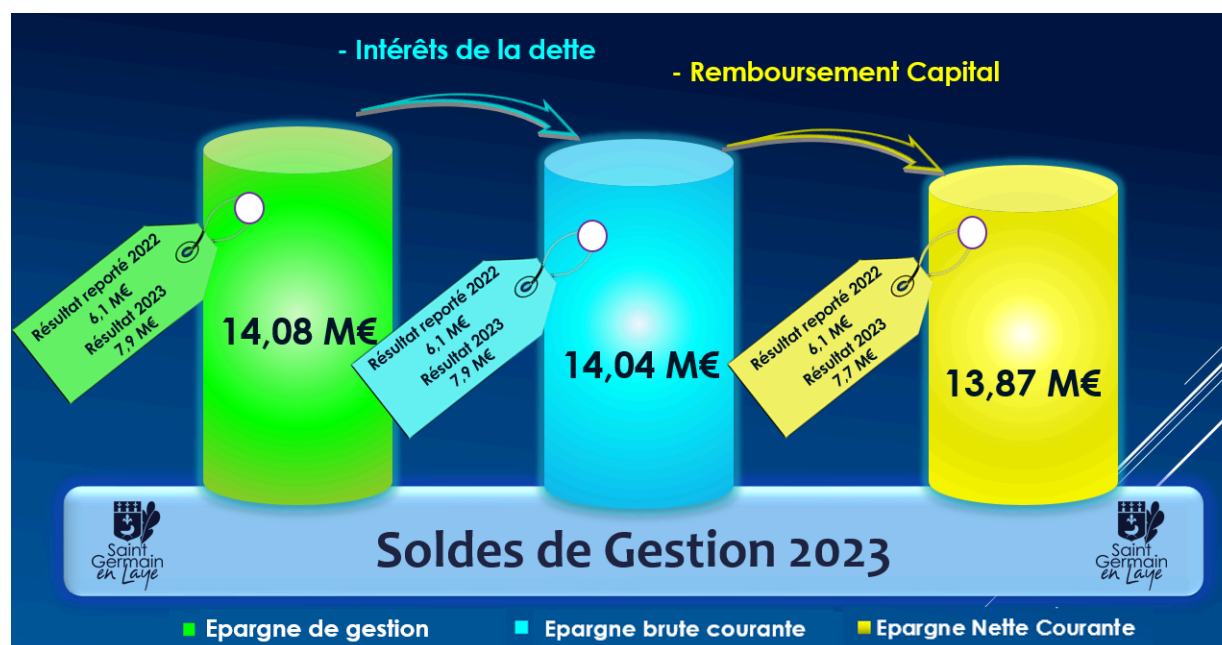 - Intérêts de la dette
- Remboursement Capital
Résultat reporté 2022
6,1 M€
Résultat 2023
7,9 M€
14,08 M€
Résultat reporté 2022
6,1 M€
Résultat 2023
7,9 M€
14,04 M€
Résultat reporté 2022
6,1 M€
Résultat 2023
7,7 M€
13,87 M€
Saint
Germain
en Laye
Soldes de Gestion 2023
Saint
Germain
en Laye
Epargne de gestion
Epargne brute courante
Epargne Nette Courante